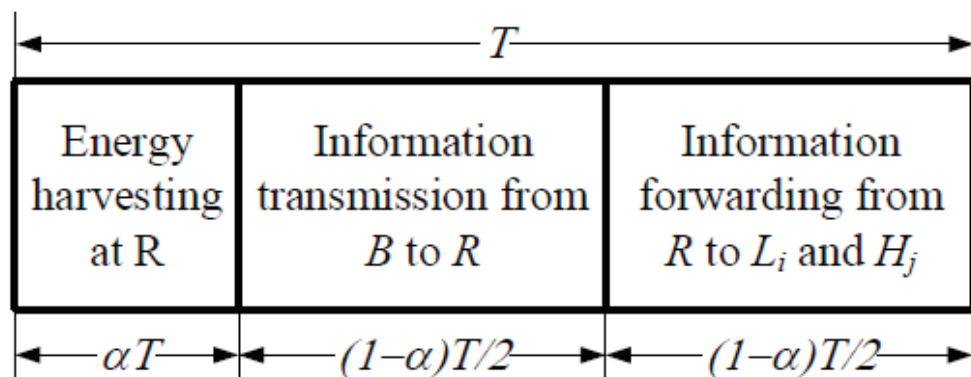 T
Energy
harvesting
at R
Information
transmission from
B to R
Information
forwarding from
R to Lᵢ and Hⱼ
αT
(1−α)T/2
(1−α)T/2